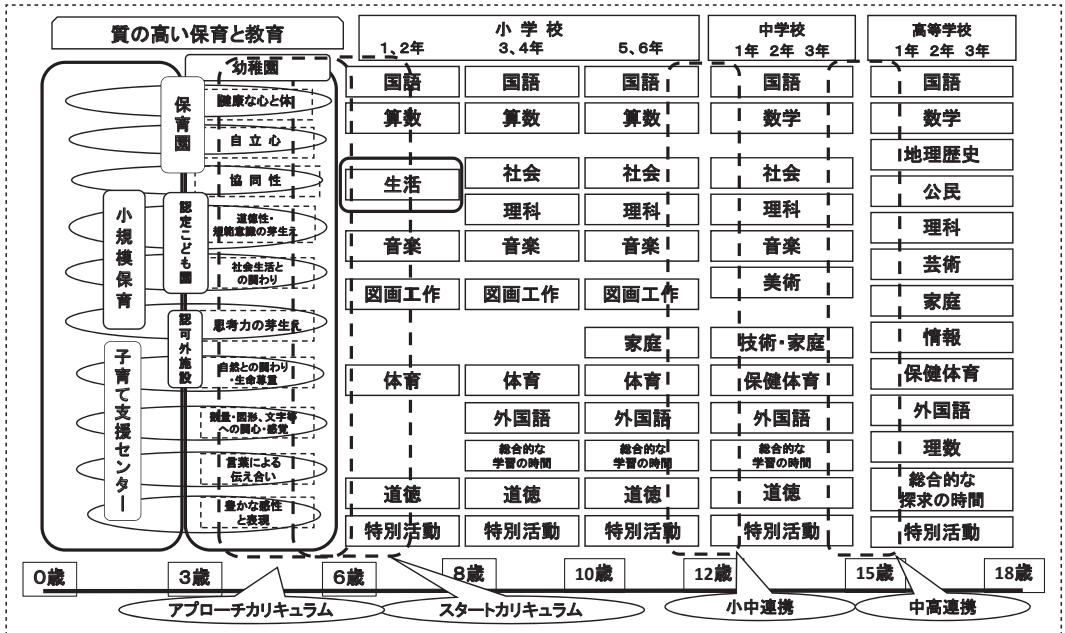 質の高い保育と教育
小学校
1、2年 3、4年 5、6年
中学校
1年 2年 3年
高等学校
1年 2年 3年
幼稚園
保育園
認定こども園
認可外施設
小規模保育
子育て支援センター
健康な心と体
自立心
協同性
道徳性・
規範意識の芽生え
社会生活と
の関わり
思考力の芽生え
自然との関わり
・生命尊重
数量・図形、文字等
への関心・感覚
言葉による
伝え合い
豊かな感性
と表現
国語
算数
生活
音楽
図画工作
体育
道徳
特別活動
国語
算数
社会
理科
音楽
図画工作
体育
外国語
総合的な
学習の時間
道徳
特別活動
国語
算数
社会
理科
音楽
図画工作
家庭
体育
外国語
総合的な
学習の時間
道徳
特別活動
国語
数学
社会
理科
音楽
美術
技術・家庭
保健体育
外国語
総合的な
学習の時間
道徳
特別活動
国語
数学
地理歴史
公民
理科
芸術
家庭
情報
保健体育
外国語
理数
総合的な
探求の時間
特別活動
0歳 3歳 6歳 8歳 10歳 12歳 15歳 18歳
アプローチカリキュラム スタートカリキュラム 小中連携 中高連携